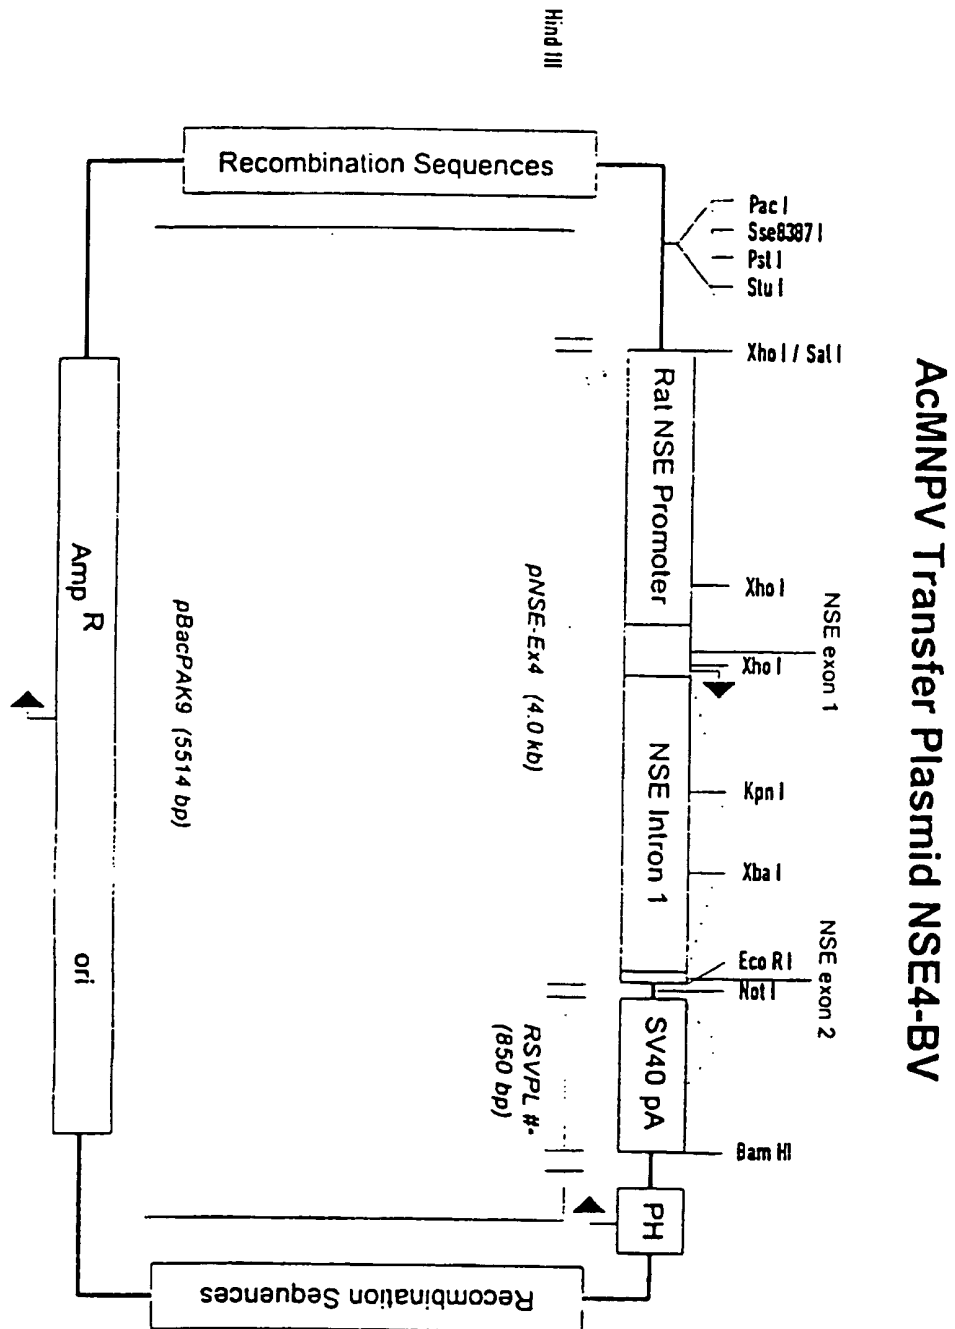 AcMNPV Transfer Plasmid NSE4-BV
NSE exon 1
NSE exon 2
Hind III
Pac I
Sse8387 I
Pst I
Stu I
Xho I / Sal I
Xho I
Xho I
Kpn I
Xba I
Eco R I
Not I
Bam HI
Recombination Sequences
Rat NSE Promoter
NSE Intron 1
SV40 pA
PH
Recombination Sequences
pNSE-Ex4 (4.0 kb)
RSVPL #-
(850 bp)
pBacPAK9 (5514 bp)
Amp R
ori